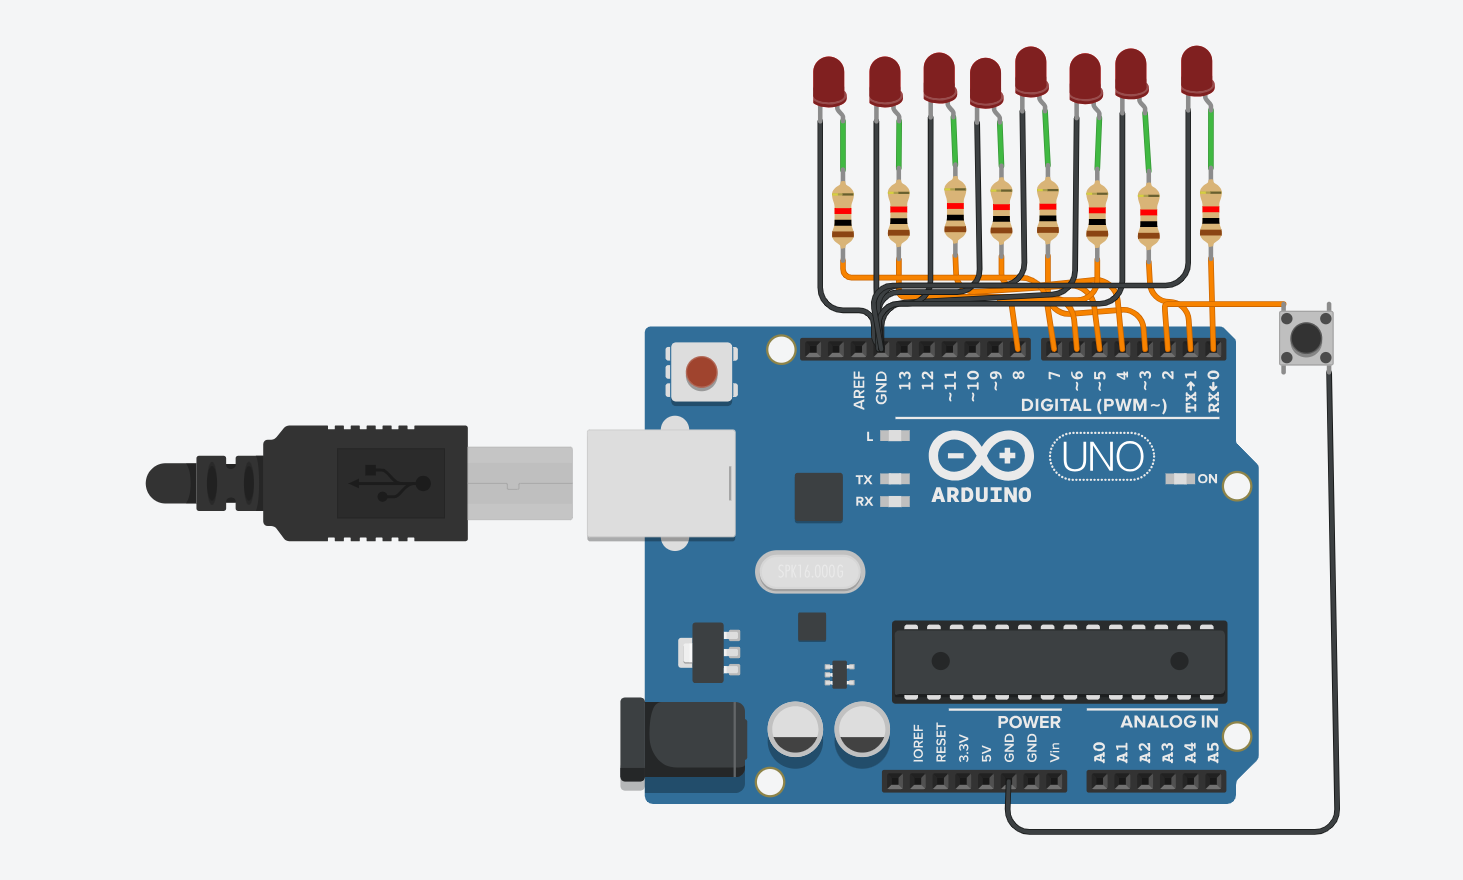 AREF
GND
13
12
~11
~10
~9
8
7
~6
~5
4
~3
2
TX→1
RX←0
DIGITAL (PWM~)
L
TX
RX
ARDUINO
UNO
ON
SPK16.000G
POWER
ANALOG IN
IOREF
RESET
3.3V
5V
GND
GND
Vin
A0
A1
A2
A3
A4
A5